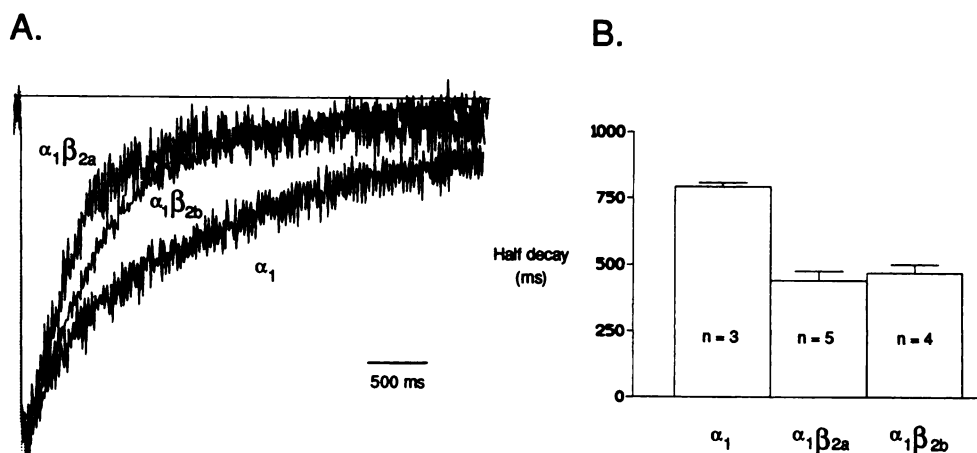 A.
α₁β₂ₐ
α₁β₂b
α₁
500 ms
B.
Half decay
(ms)
1000
750
500
250
0
n = 3
n = 5
n = 4
α₁
α₁β₂ₐ
α₁β₂b